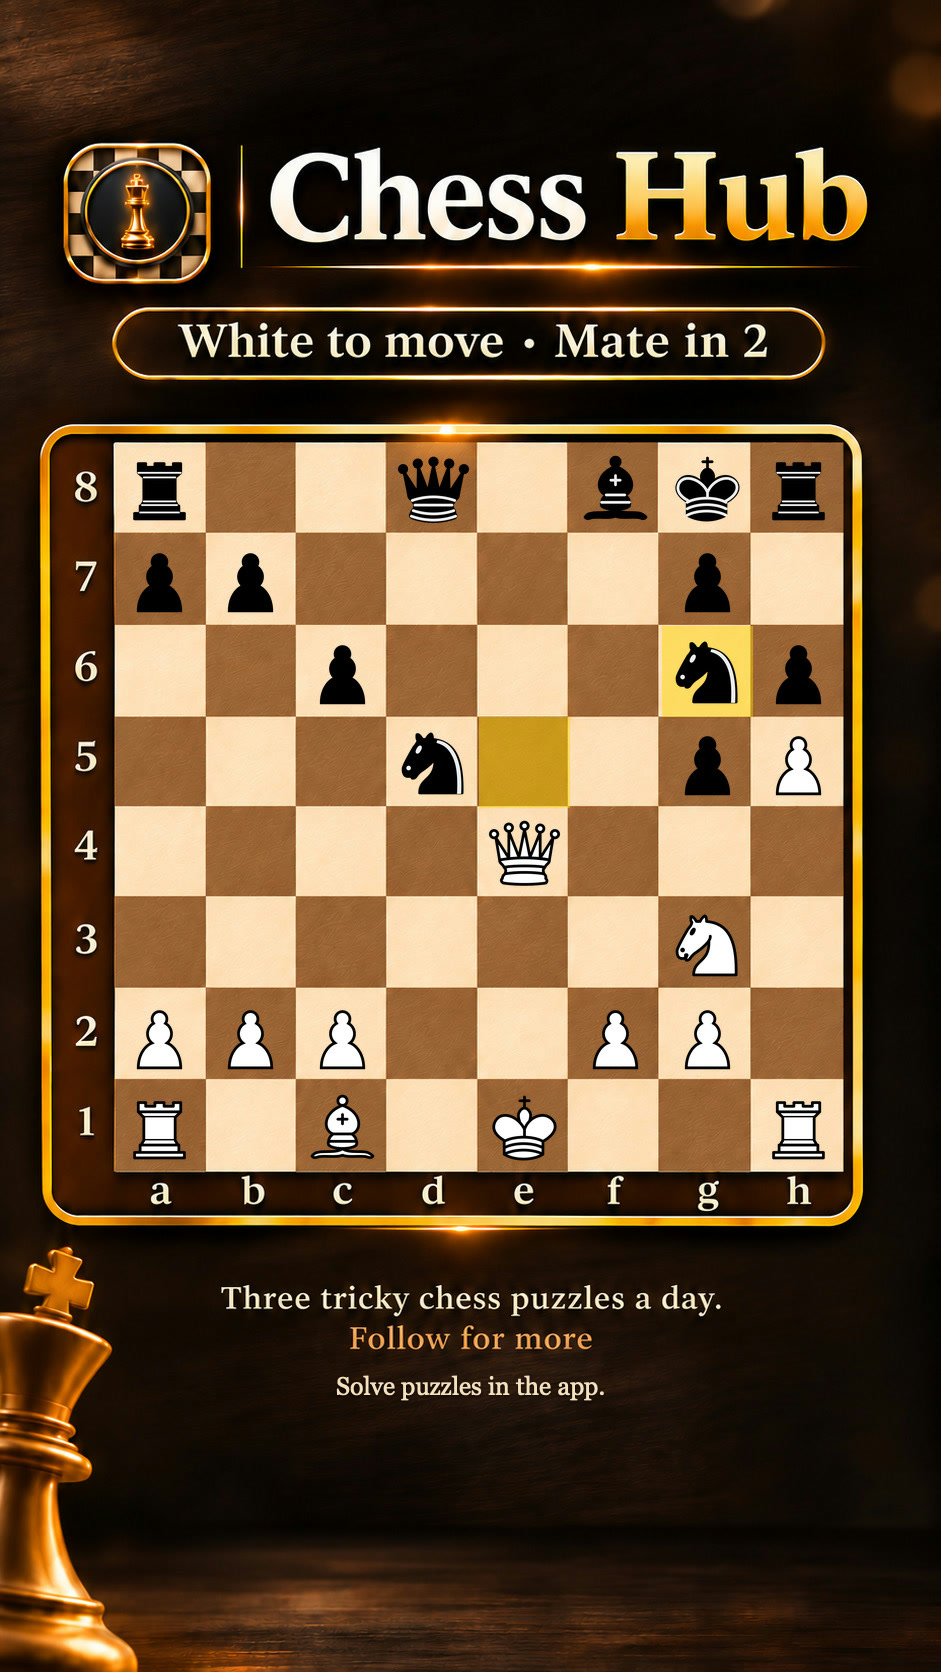 Chess Hub
White to move · Mate in 2
8
7
6
5
4
3
2
1
a b c d e f g h
Three tricky chess puzzles a day.
Follow for more
Solve puzzles in the app.